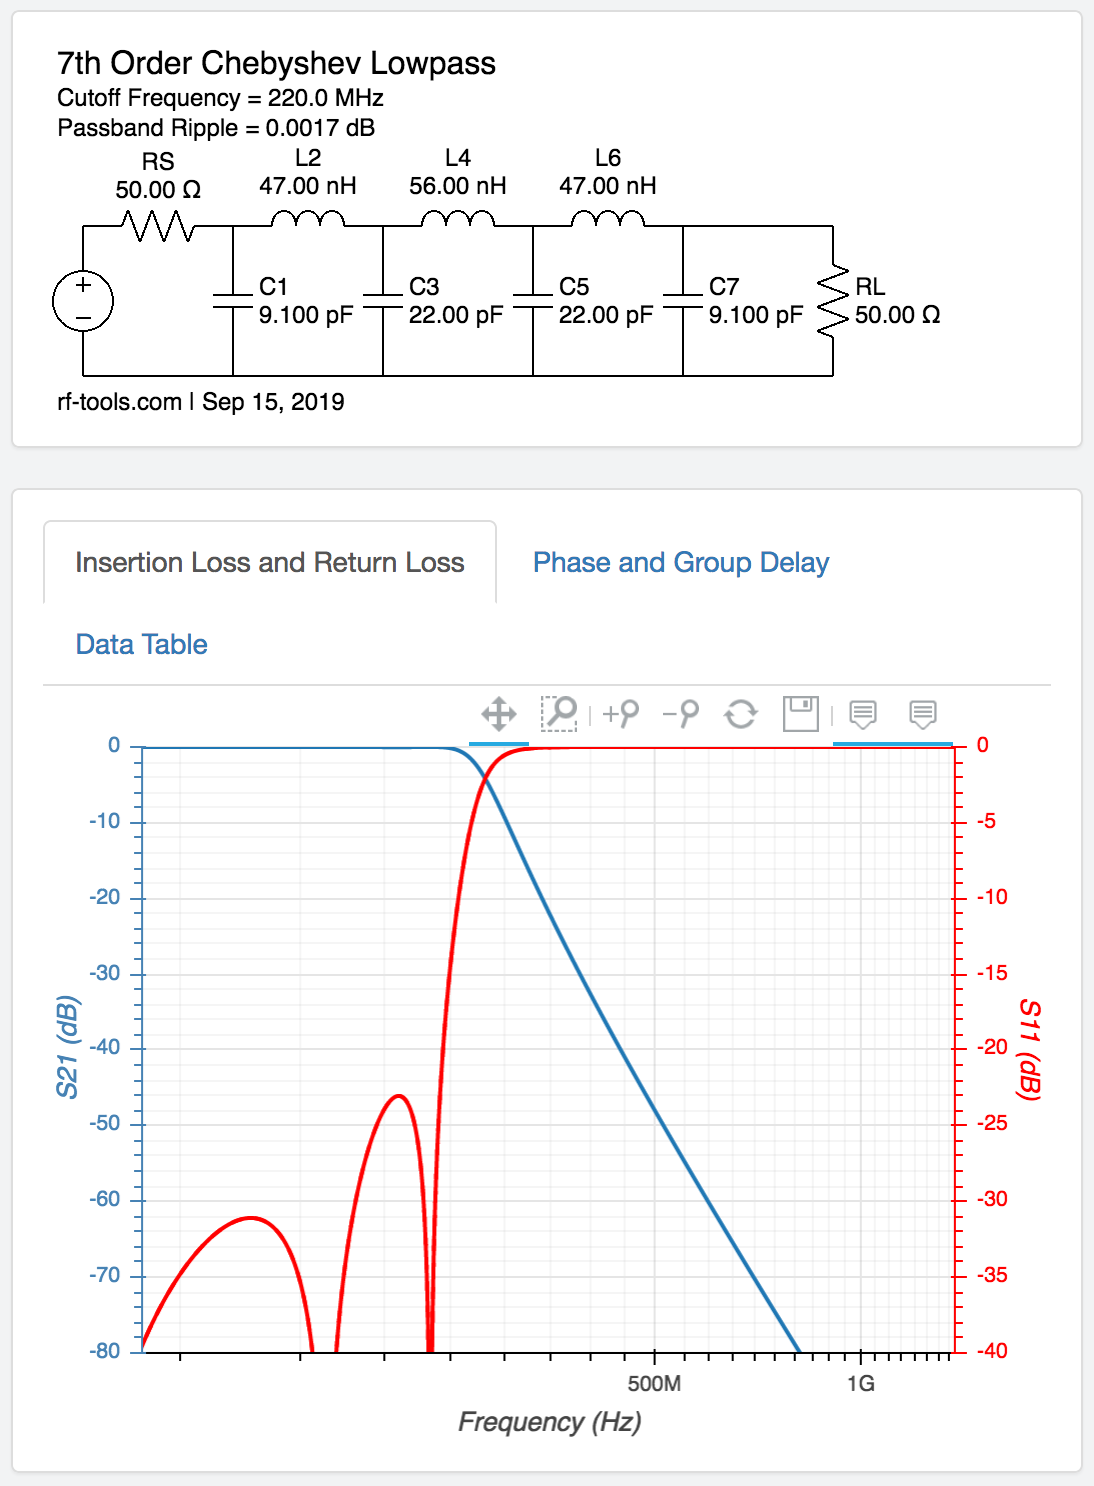 7th Order Chebyshev Lowpass
Cutoff Frequency = 220.0 MHz
Passband Ripple = 0.0017 dB
RS L2 L4 L6
50.00 Ω 47.00 nH 56.00 nH 47.00 nH
+ C1 C3 C5 C7 RL
− 9.100 pF 22.00 pF 22.00 pF 9.100 pF 50.00 Ω
rf-tools.com | Sep 15, 2019
Insertion Loss and Return Loss Phase and Group Delay
Data Table
0 0
-10 -5
-20 -10
-30 -15
-40 -20
-50 -25
-60 -30
-70 -35
-80 -40
S21 (dB)
S11 (dB)
500M 1G
Frequency (Hz)